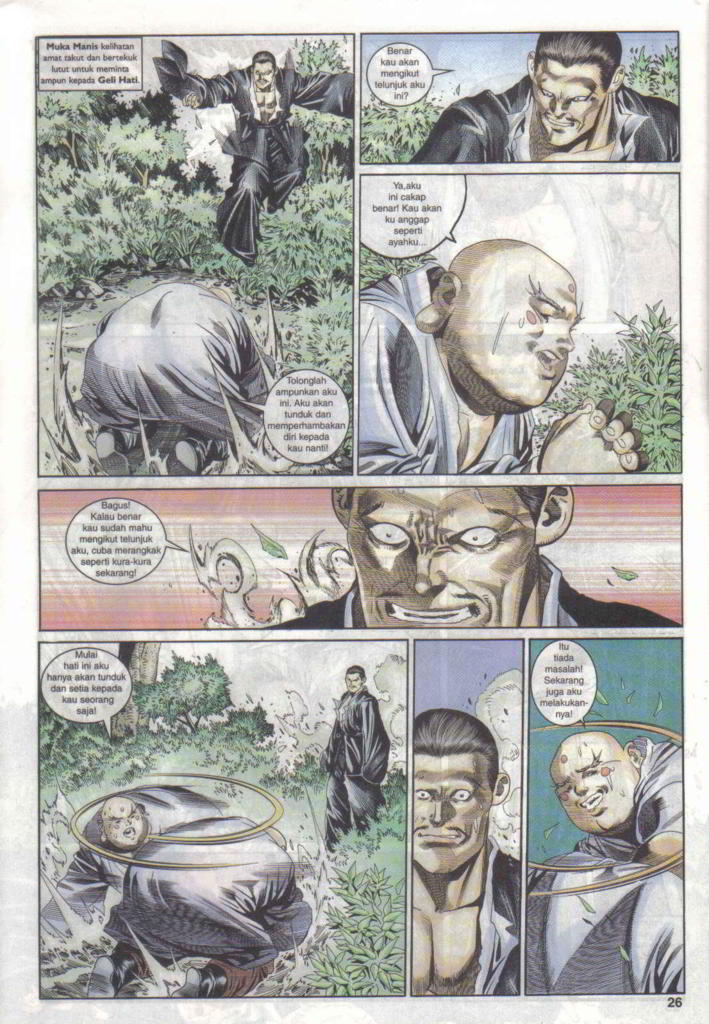 Muka Manis kelihatan
amat takut dan bertekuk
lutut untuk meminta
ampun kepada Geli Hati.
Tolonglah
ampunkan aku
ini. Aku akan
tunduk dan
memperhambakan
diri kepada
kau nanti!
Benar
kau akan
mengikut
telunjuk aku
ini?
Ya,aku
ini cakap
benar! Kau akan
ku anggap
seperti
ayahku...
Bagus!
Kalau benar
kau sudah mahu
mengikut telunjuk
aku, cuba merangkak
seperti kura-kura
sekarang!
Mulai
hati ini aku
hanya akan tunduk
dan setia kepada
kau seorang
saja!
Itu
tiada
masalah!
Sekarang
juga aku
melakukan-
nya!
26